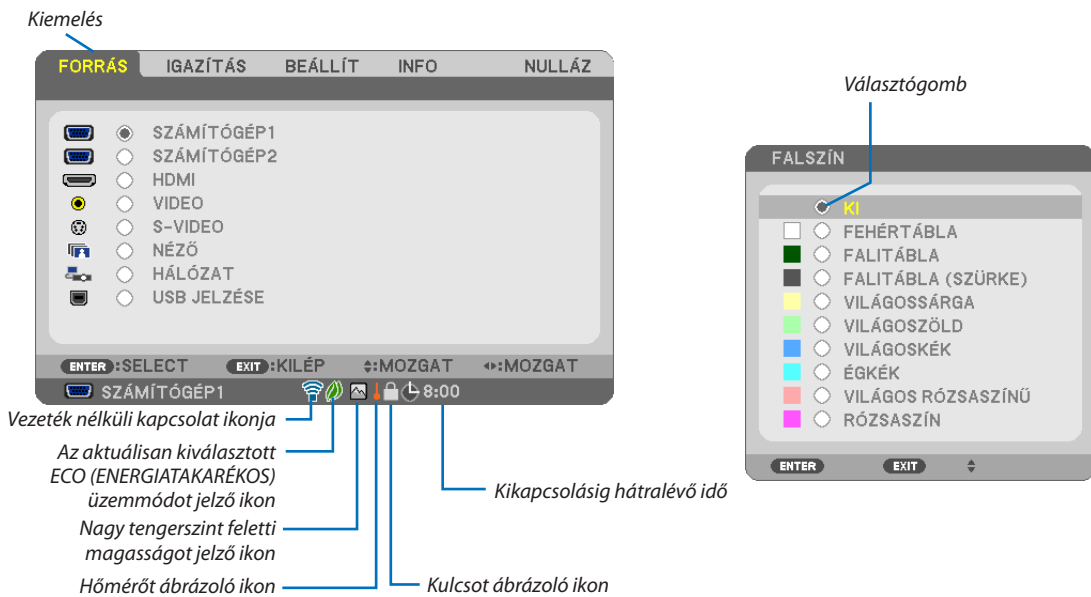 Kiemelés
FORRÁS IGAZÍTÁS BEÁLLÍT INFO NULLÁZ
SZÁMÍTÓGÉP1
SZÁMÍTÓGÉP2
HDMI
VIDEO
S-VIDEO
NÉZŐ
HÁLÓZAT
USB JELZÉSE
ENTER :SELECT EXIT :KILÉP :MOZGAT :MOZGAT
SZÁMÍTÓGÉP1 8:00
Vezeték nélküli kapcsolat ikonja
Az aktuálisan kiválasztott
ECO (ENERGIATAKARÉKOS)
üzemmódot jelző ikon
Nagy tengerszint feletti
magasságot jelző ikon
Hőmérőt ábrázoló ikon
Kulcsot ábrázoló ikon
Kikapcsolásig hátralévő idő
Választógomb
FALSZÍN
KI
FEHÉRTÁBLA
FALITÁBLA
FALITÁBLA (SZÜRKE)
VILÁGOSSÁRGA
VILÁGOSZÖLD
VILÁGOSKÉK
ÉGKÉK
VILÁGOS RÓZSASZÍNŰ
RÓZSASZÍN
ENTER EXIT